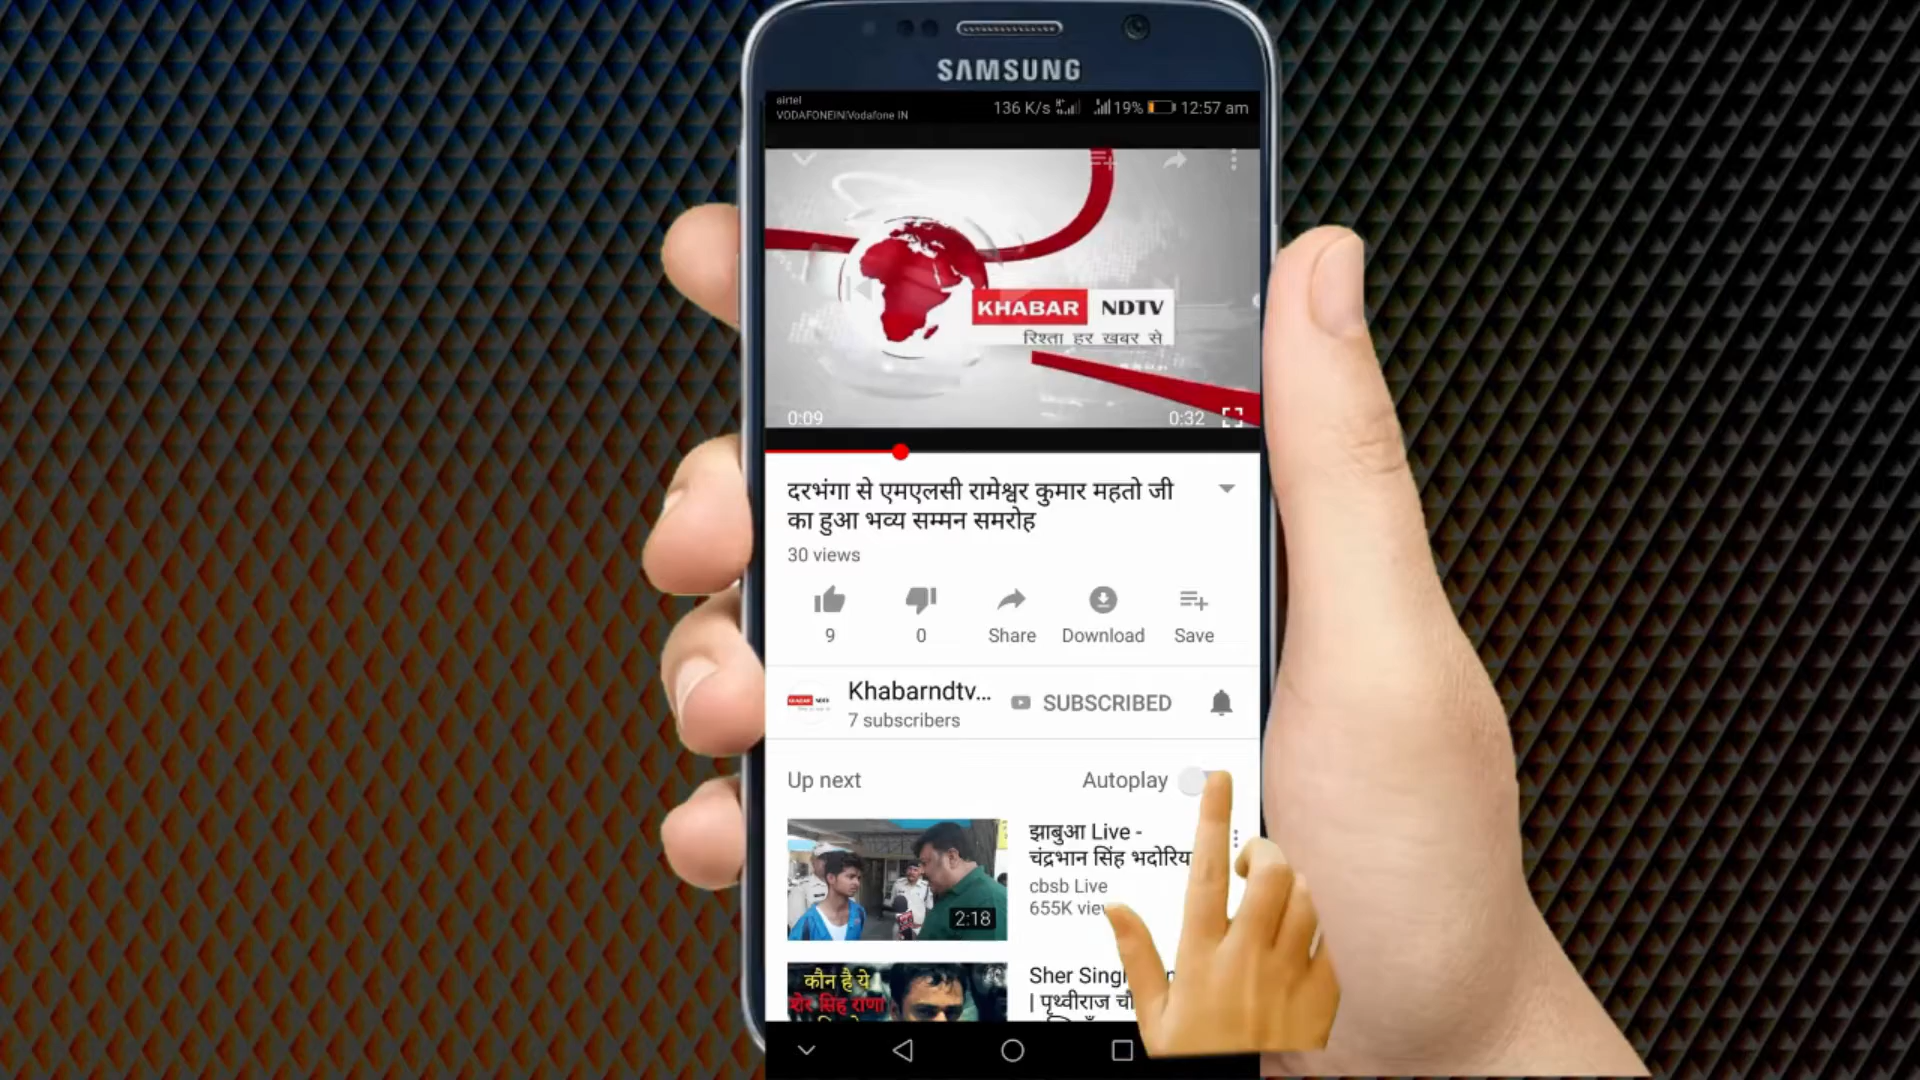 SAMSUNG
airtel
VODAFONEIN|Vodafone IN
136 K/s
19%
12:57 am
KHABAR NDTV
रिश्ता हर खबर से
0:09
0:32
दरभंगा से एमएलसी रामेश्वर कुमार महतो जी
का हुआ भव्य सम्मन समरोह
30 views
9
0
Share
Download
Save
Khabarndtv...
SUBSCRIBED
7 subscribers
Up next
Autoplay
झाबुआ Live -
चंद्रभान सिंह भदोरिया
cbsb Live
655K
2:18
कौन है ये
शेर सिंह राणा
Sher Singh
| पृथ्वीराज